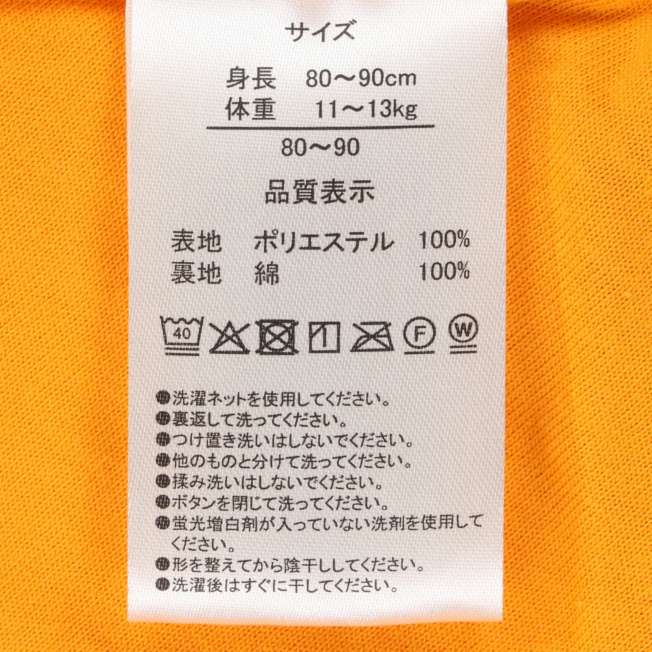 サイズ
身長 80～90cm
体重 11～13kg
80～90
品質表示
表地 ポリエステル 100%
裏地 綿 100%
40 F W
●洗濯ネットを使用してください。
●裏返して洗ってください。
●つけ置き洗いはしないでください。
●他のものと分けて洗ってください。
●揉み洗いはしないでください。
●ボタンを閉じて洗ってください。
●蛍光増白剤が入っていない洗剤を使用して
ください。
●形を整えてから陰干ししてください。
●洗濯後はすぐに干してください。